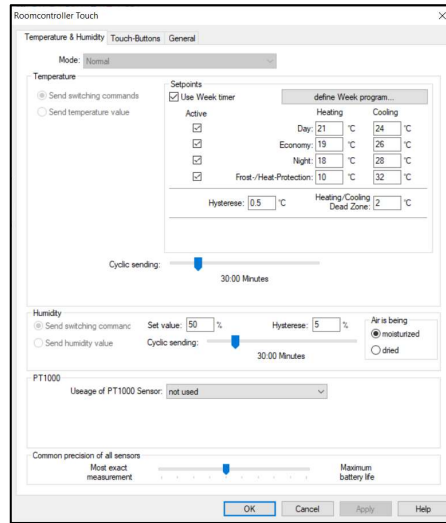 Roomcontroller Touch
Temperature & Humidity Touch-Buttons General
Mode: Normal
Temperature
Send switching commands
Send temperature value
Setpoints
Use Week timer define Week program...
Active Heating Cooling
Day: 21 °C 24 °C
Economy: 19 °C 26 °C
Night: 18 °C 28 °C
Frost-/Heat-Protection: 10 °C 32 °C
Hysterese: 0.5 °C Heating/Cooling Dead Zone: 2 °C
Cyclic sending:
30:00 Minutes
Humidity
Send switching commanc Set value: 50 % Hysterese: 5 %
Send humidity value Cyclic sending:
30:00 Minutes
Air is being
moisturized
dried
PT1000
Useage of PT1000 Sensor: not used
Common precision of all sensors
Most exact measurement
Maximum battery life
OK Cancel Apply Help